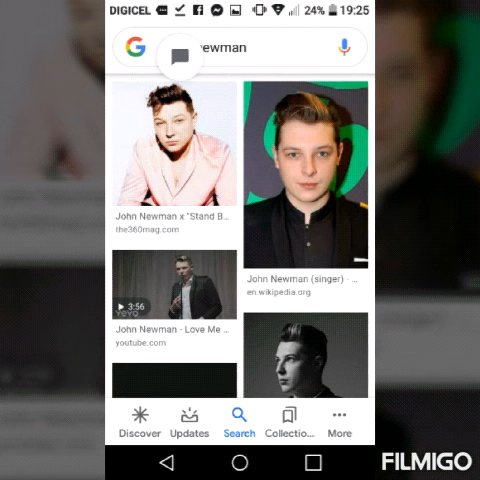 DIGICEL 24% 19:25
ewman
John Newman x "Stand B...
the360mag.com
John Newman (singer) - ...
en.wikipedia.org
3:56
vevo
John Newman - Love Me ...
youtube.com
Discover Updates Search Collectio... More
FILMIGO